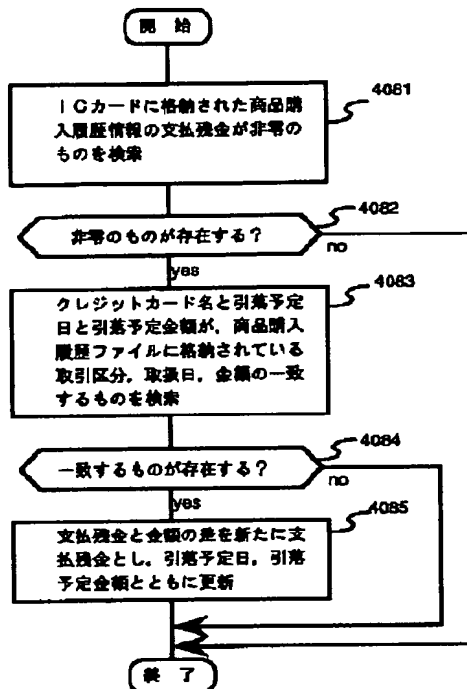 開 始
4081
ICカードに格納された商品購
入履歴情報の支払残金が非零の
ものを検索
4082
非零のものが存在する？
no
yes
4083
クレジットカード名と引落予定
日と引落予定金額が，商品購入
履歴ファイルに格納されている
取引区分，取扱日，金額の一致
するものを検索
4084
一致するものが存在する？
no
yes
4085
支払残金と金額の差を新たに支
払残金とし，引落予定日，引落
予定金額とともに更新
終 了